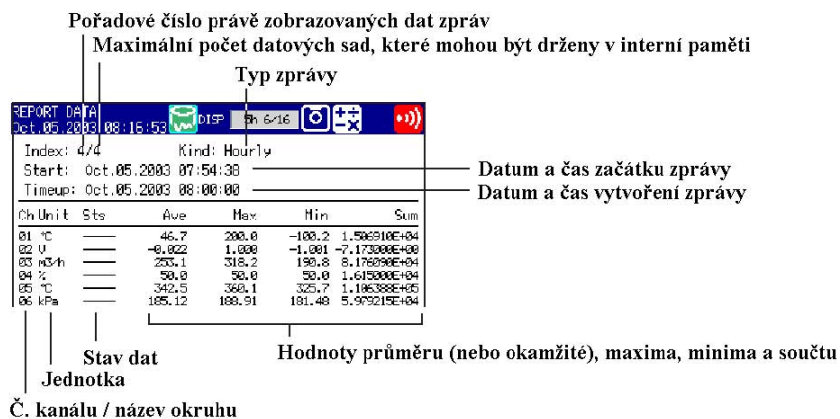 Pořadové číslo právě zobrazovaných dat zpráv
Maximální počet datových sad, které mohou být drženy v interní paměti
Typ zprávy
REPORT DATA
Oct.05.2003 08:16:53 DISP 5h 6/16
Index: 4/4 Kind: Hourly
Start: Oct.05.2003 07:54:38
Datum a čas začátku zprávy
Timeup: Oct.05.2003 08:00:00
Datum a čas vytvoření zprávy
Ch Unit Sts Ave Max Min Sum
01 °C 46.7 200.0 -100.2 1.506910E+04
02 V -0.022 1.000 -1.001 -7.173000E+00
03 m3/h 253.1 318.2 190.8 8.176090E+04
04 % 50.0 50.0 50.0 1.615000E+04
05 °C 342.5 360.1 325.7 1.106388E+05
06 kPa 185.12 188.91 181.48 5.979215E+04
Hodnoty průměru (nebo okamžité), maxima, minima a součtu
Stav dat
Jednotka
Č. kanálu / název okruhu